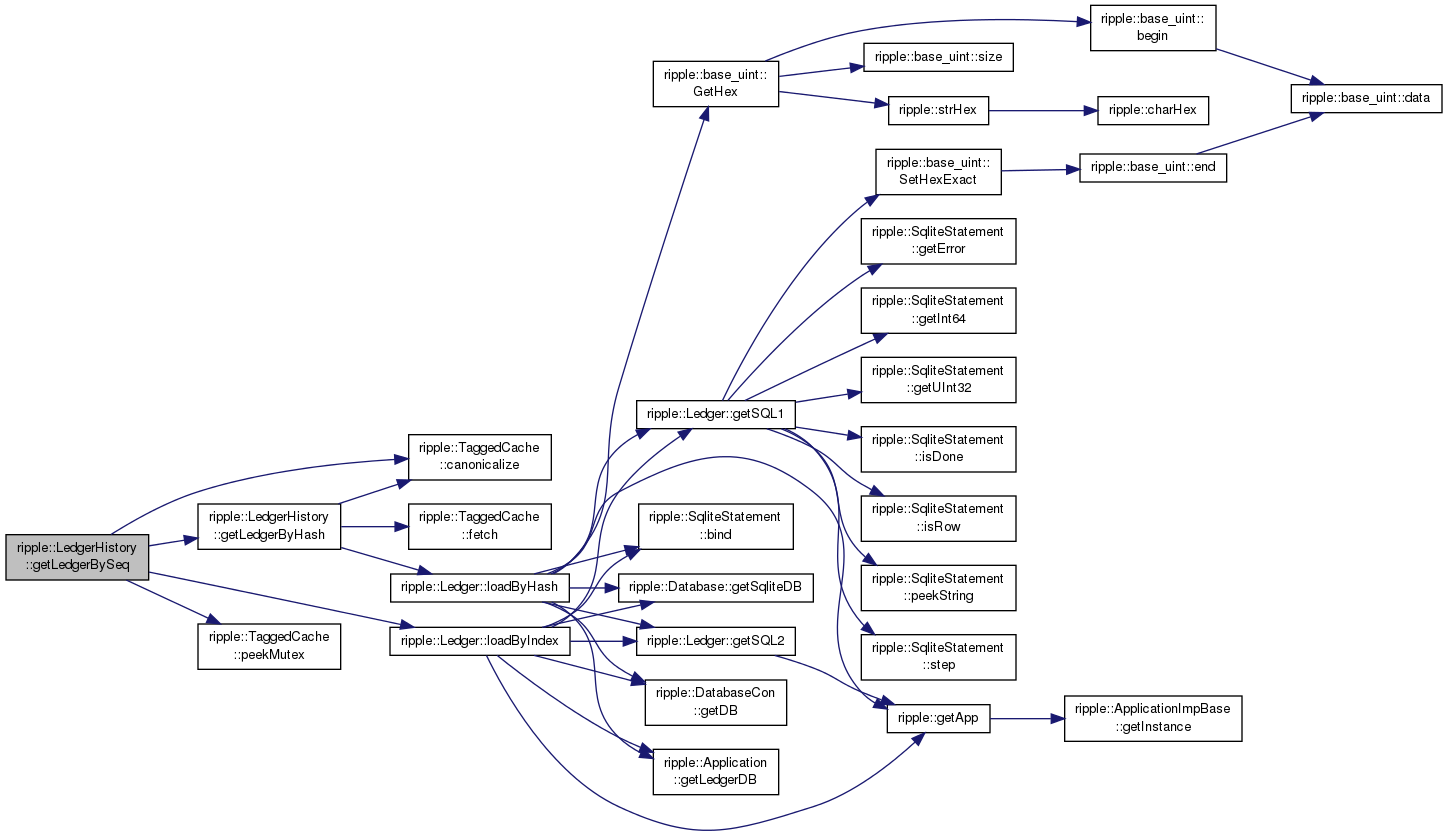 ripple::LedgerHistory
::getLedgerBySeq
ripple::TaggedCache
::canonicalize
ripple::LedgerHistory
::getLedgerByHash
ripple::TaggedCache
::fetch
ripple::Ledger::loadByHash
ripple::Ledger::loadByIndex
ripple::TaggedCache
::peekMutex
ripple::base_uint::
GetHex
ripple::Ledger::getSQL1
ripple::SqliteStatement
::bind
ripple::Database::getSqliteDB
ripple::Ledger::getSQL2
ripple::DatabaseCon
::getDB
ripple::Application
::getLedgerDB
ripple::base_uint::size
ripple::strHex
ripple::base_uint::
SetHexExact
ripple::SqliteStatement
::getError
ripple::SqliteStatement
::getInt64
ripple::SqliteStatement
::getUInt32
ripple::SqliteStatement
::isDone
ripple::SqliteStatement
::isRow
ripple::SqliteStatement
::peekString
ripple::SqliteStatement
::step
ripple::getApp
ripple::base_uint::
begin
ripple::charHex
ripple::base_uint::end
ripple::ApplicationImpBase
::getInstance
ripple::base_uint::data